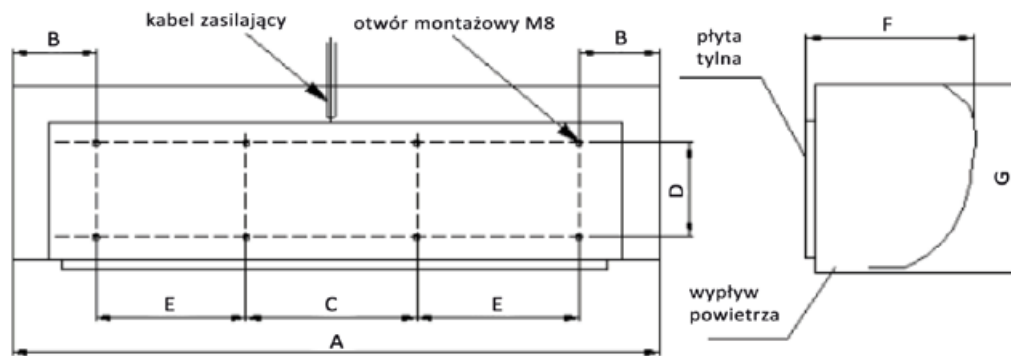 kabel zasilający
otwór montażowy M8
B
B
płyta
tylna
F
D
G
E
C
E
A
wypływ
powietrza